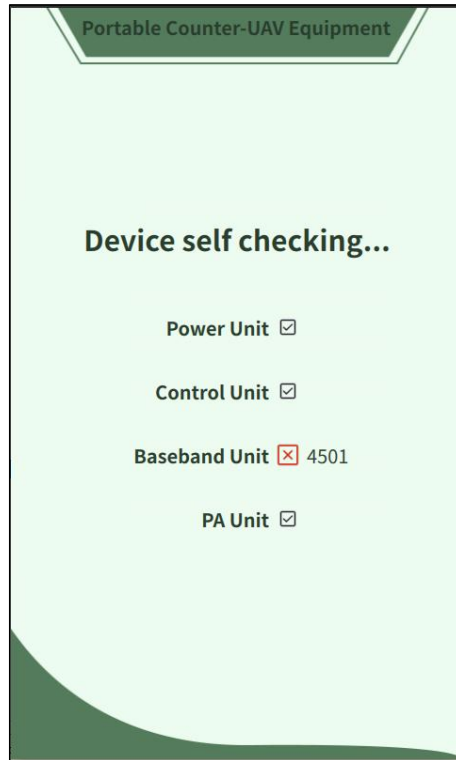 Portable Counter-UAV Equipment
Device self checking...
Power Unit
Control Unit
Baseband Unit 4501
PA Unit